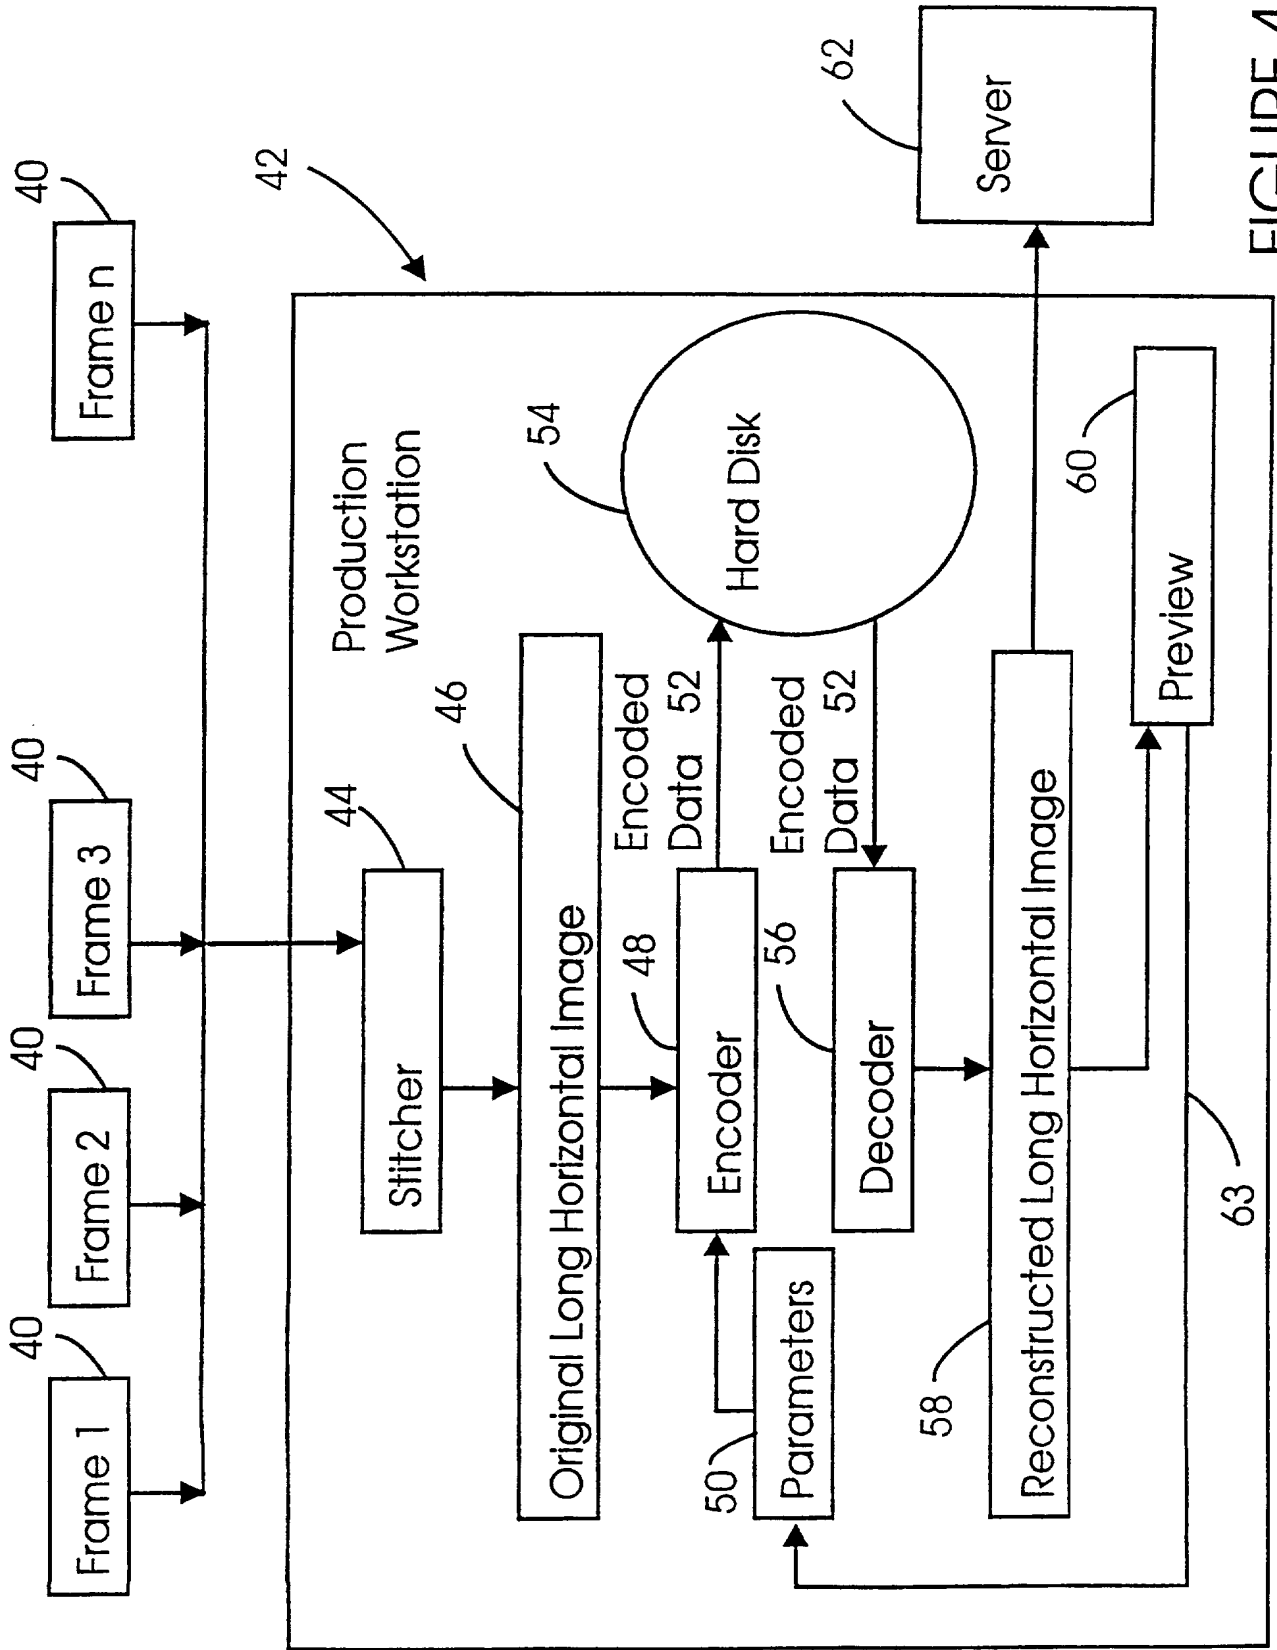 40
40
40
40
Frame 1
Frame 2
Frame 3
Frame n
42
Production
Workstation
44
Stitcher
46
Original Long Horizontal Image
54
Hard Disk
Encoded
Data 52
48
Encoder
50
Parameters
Encoded
Data 52
56
Decoder
58
Reconstructed Long Horizontal Image
60
Preview
63
62
Server
FIGURE 4